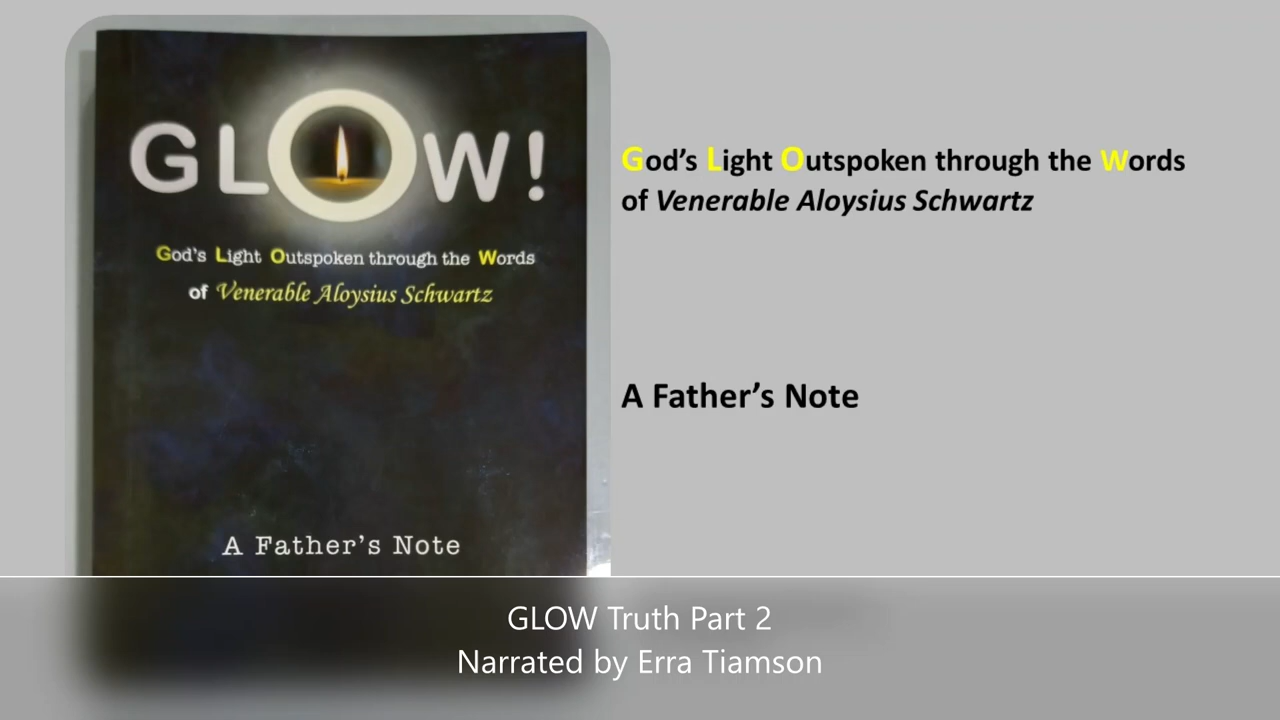 GLOW!
God's Light Outspoken through the Words
of Venerable Aloysius Schwartz
A Father's Note
God's Light Outspoken through the Words
of Venerable Aloysius Schwartz
A Father's Note
GLOW Truth Part 2
Narrated by Erra Tiamson